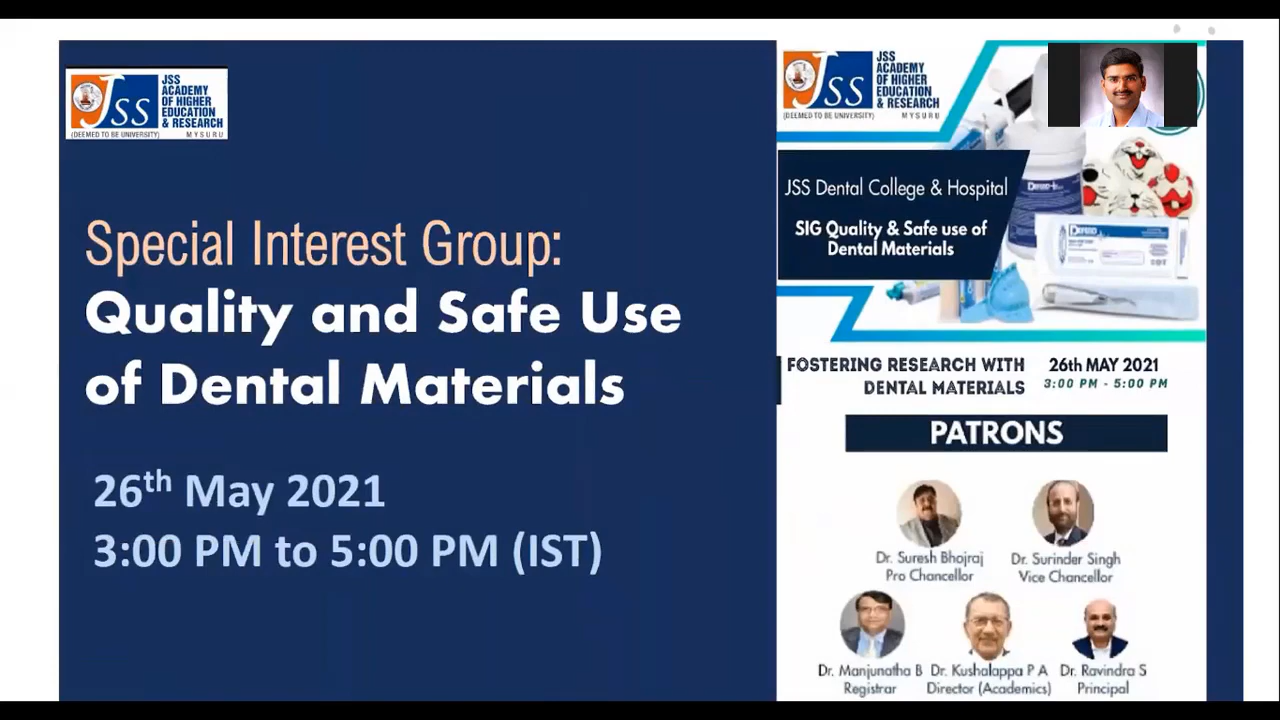 JSS
JSS
ACADEMY
OF HIGHER
EDUCATION
& RESEARCH
(DEEMED TO BE UNIVERSITY) MYSURU
Special Interest Group:
Quality and Safe Use
of Dental Materials
26th May 2021
3:00 PM to 5:00 PM (IST)
JSS
JSS
ACADEMY
OF HIGHER
EDUCATION
& RESEARCH
(DEEMED TO BE UNIVERSITY) MYSURU
JSS Dental College & Hospital
SIG Quality & Safe use of
Dental Materials
DEFEND
DEFEND
FOSTERING RESEARCH WITH
DENTAL MATERIALS
26th MAY 2021
3:00 PM - 5:00 PM
PATRONS
Dr. Suresh Bhojraj
Pro Chancellor
Dr. Surinder Singh
Vice Chancellor
Dr. Manjunatha B
Registrar
Dr. Kushalappa P A
Director (Academics)
Dr. Ravindra S
Principal